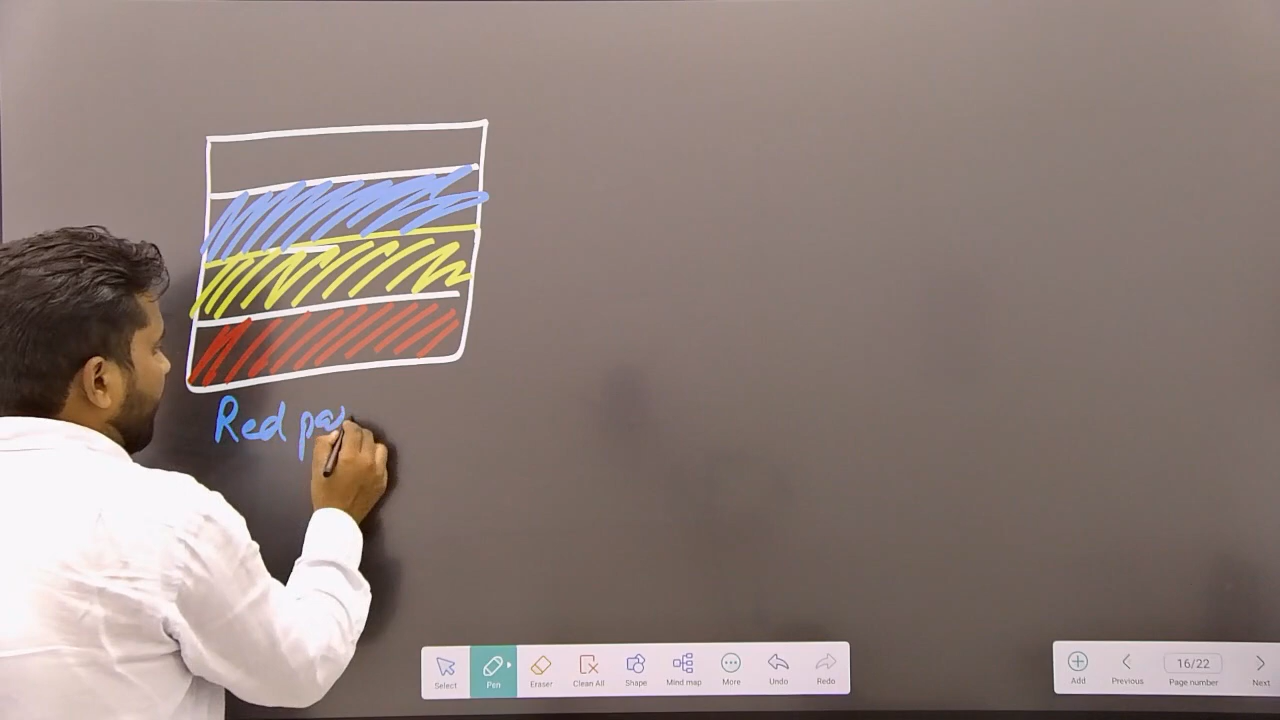 Red pa
Select
Pen
Eraser
Clean All
Shape
Mind map
More
Undo
Redo
Add
Previous
16/22
Page number
Next